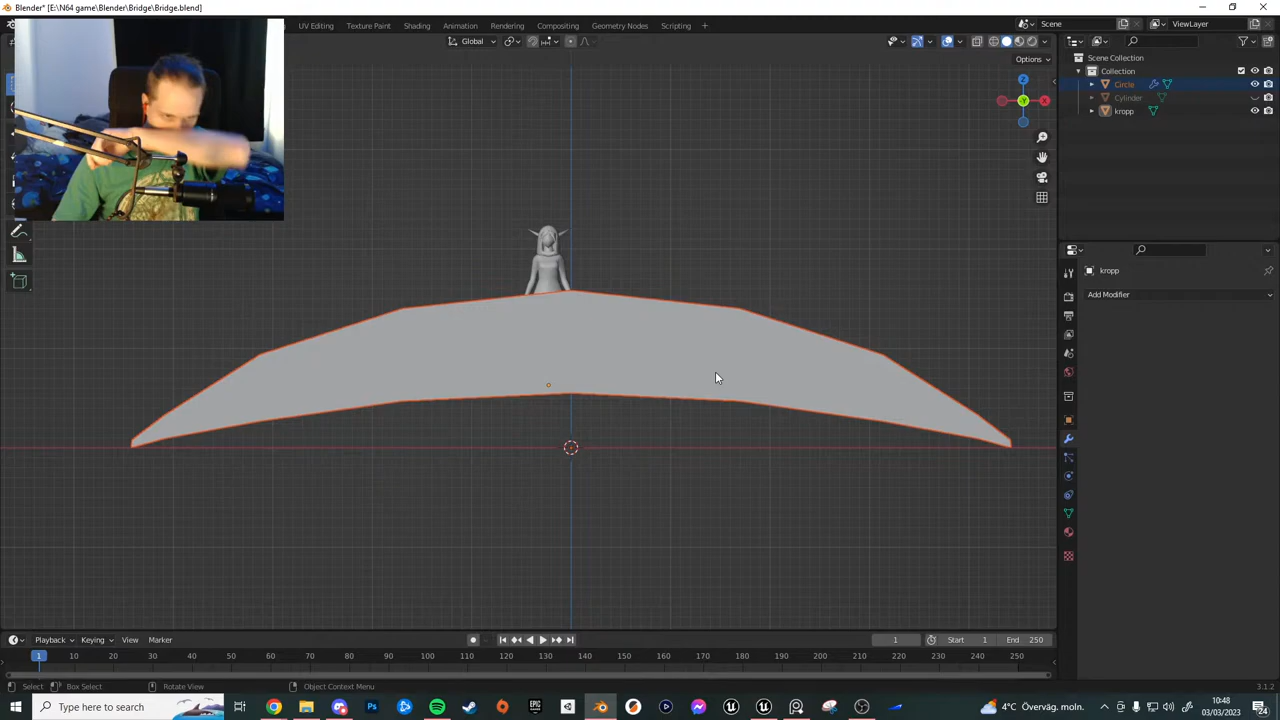 Blender* [E:\N64 game\Blender\Bridge\Bridge.blend]
UV Editing Texture Paint Shading Animation Rendering Compositing Geometry Nodes Scripting +
Scene ViewLayer
Global
Options
Scene Collection
Collection
Circle
Cylinder
kropp
Z
Y
X
kropp
Add Modifier
Playback Keying View Marker
1 Start 1 End 250
1 10 20 30 40 50 60 70 80 90 100 110 120 130 140 150 160 170 180 190 200 210 220 230 240 250
Select Box Select Rotate View Object Context Menu 3.1.2
Type here to search
4°C Överväg. moln.
10:48
03/03/2023